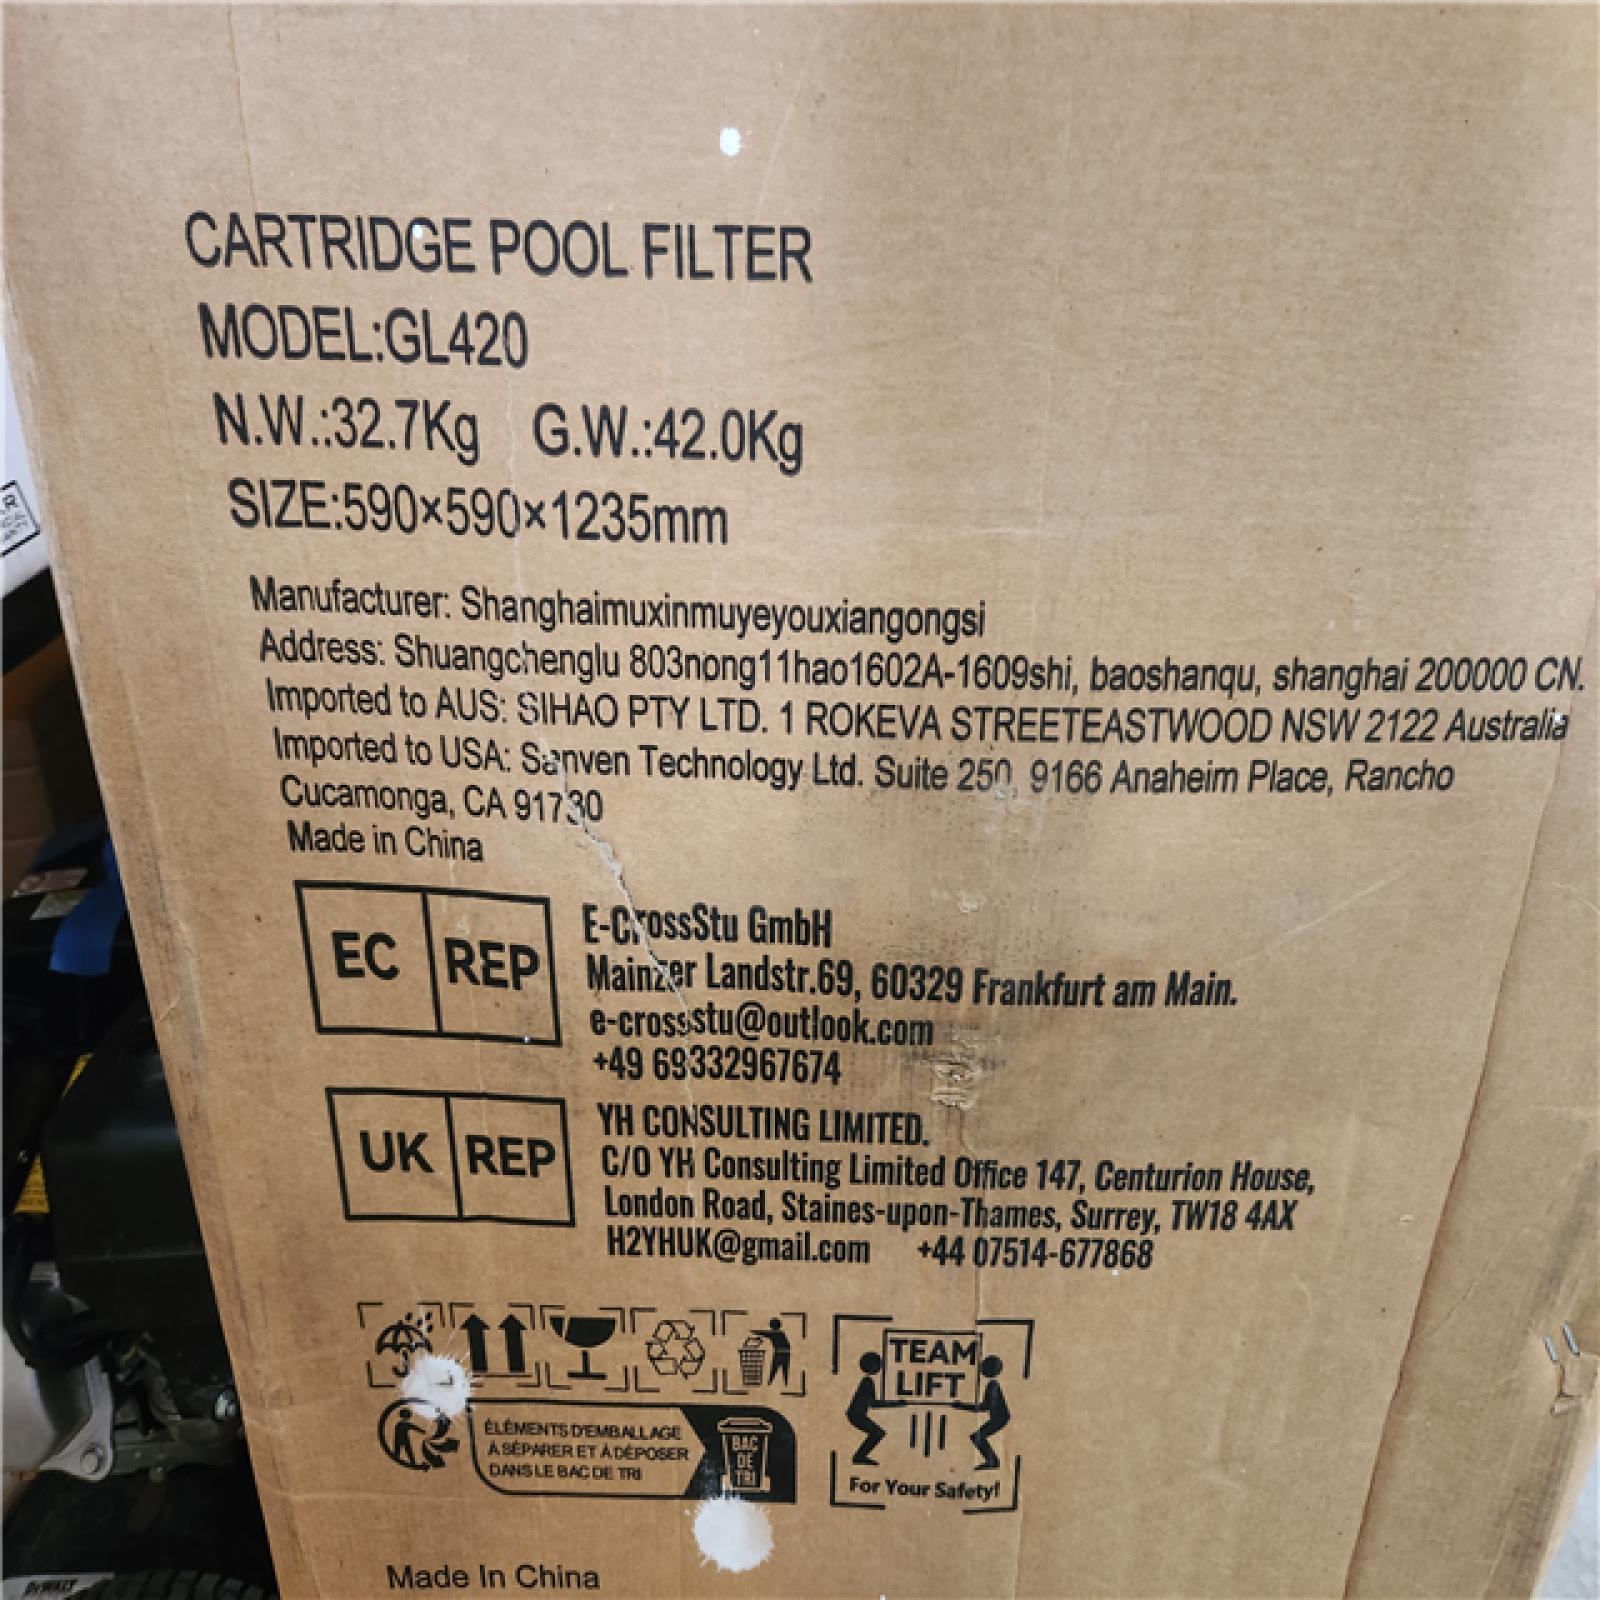 CARTRIDGE POOL FILTER
MODEL:GL420
N.W.:32.7Kg G.W.:42.0Kg
SIZE:590×590×1235mm
Manufacturer: Shanghaimuxinmuyeyouxiangongsi
Address: Shuangchenglu 803nong11hao1602A-1609shi, baoshanqu, shanghai 200000 CN.
Imported to AUS: SIHAO PTY LTD. 1 ROKEVA STREETEASTWOOD NSW 2122 Australia
Imported to USA: Sanven Technology Ltd. Suite 250, 9166 Anaheim Place, Rancho
Cucamonga, CA 91730
Made in China
EC REP
E-CrossStu GmbH
Mainzer Landstr.69, 60329 Frankfurt am Main.
e-crossstu@outlook.com
+49 69332967674
UK REP
YH CONSULTING LIMITED.
C/O YH Consulting Limited Office 147, Centurion House,
London Road, Staines-upon-Thames, Surrey, TW18 4AX
H2YHUK@gmail.com +44 07514-677868
TEAM
LIFT
For Your Safety!
ÉLÉMENTS D'EMBALLAGE
À SÉPARER ET À DÉPOSER
DANS LE BAC DE TRI
BAC
DE
TRI
Made In China
DEWALT